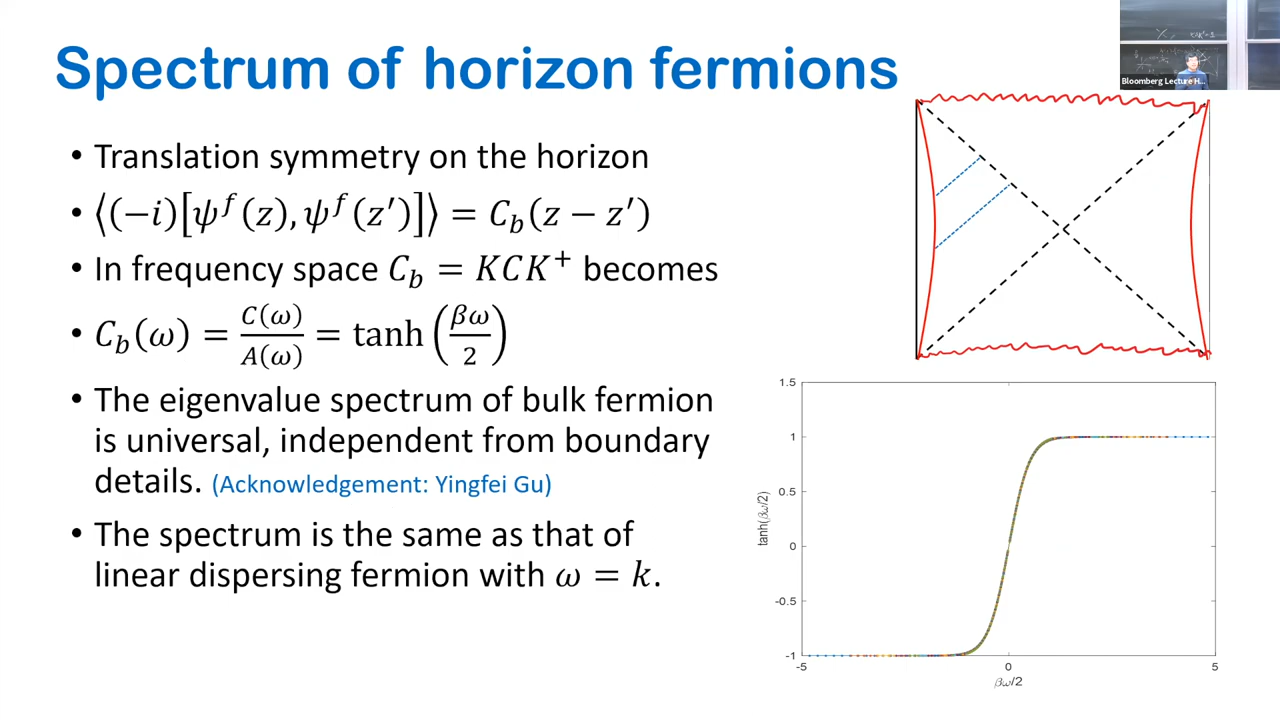 Spectrum of horizon fermions
Bloomberg Lecture H...
• Translation symmetry on the horizon
• ⟨(−i)[ψ^f(z), ψ^f(z′)]⟩ = C_b(z − z′)
• In frequency space C_b = KCK^+ becomes
• C_b(ω) = C(ω)/A(ω) = tanh(βω/2)
• The eigenvalue spectrum of bulk fermion
is universal, independent from boundary
details. (Acknowledgement: Yingfei Gu)
• The spectrum is the same as that of
linear dispersing fermion with ω = k.
1.5
1
0.5
0
-0.5
-1
tanh(βω/2)
-5 0 5
βω/2